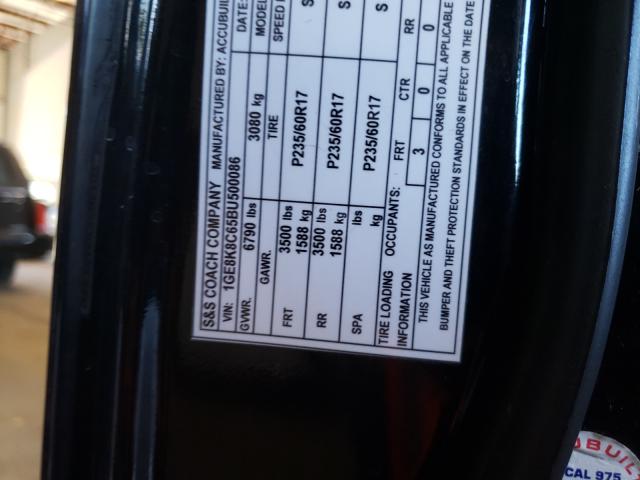 S&S COACH COMPANY MANUFACTURED BY: ACCUBUIL
VIN: 1GE8K8C65BU500086 DATE:
GVWR. 6790 lbs 3080 kg MODEL
GAWR. TIRE SPEED
FRT 3500 lbs 1588 kg P235/60R17 S
RR 3500 lbs 1588 kg P235/60R17 S
SPA lbs kg P235/60R17 S
TIRE LOADING OCCUPANTS: FRT CTR RR
INFORMATION 3 0 0
THIS VEHICLE AS MANUFACTURED CONFORMS TO ALL APPLICABLE
BUMPER AND THEFT PROTECTION STANDARDS IN EFFECT ON THE DATE
UBUIL
CAL 975